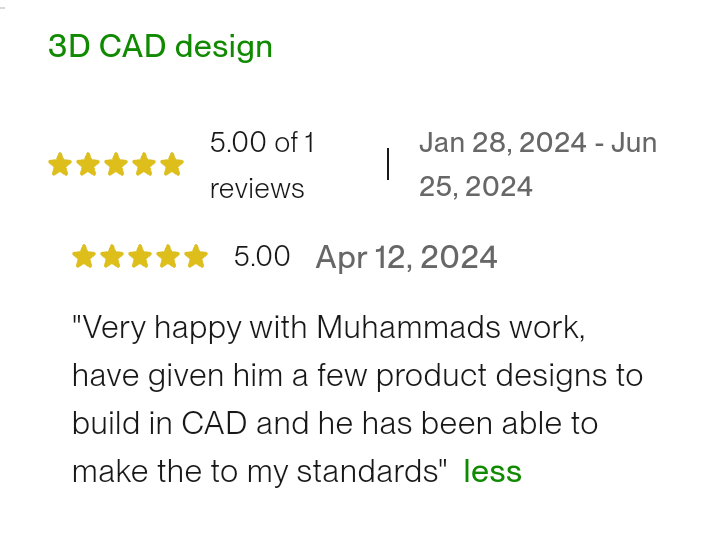 3D CAD design
5.00 of 1
reviews
Jan 28, 2024 - Jun
25, 2024
5.00 Apr 12, 2024
"Very happy with Muhammads work,
have given him a few product designs to
build in CAD and he has been able to
make the to my standards" less